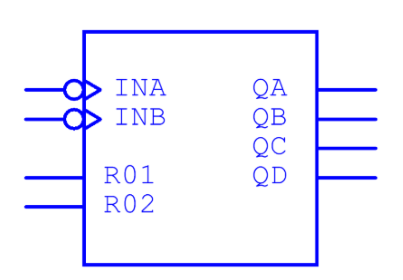 INA QA
INB QB
QC
R01 QD
R02